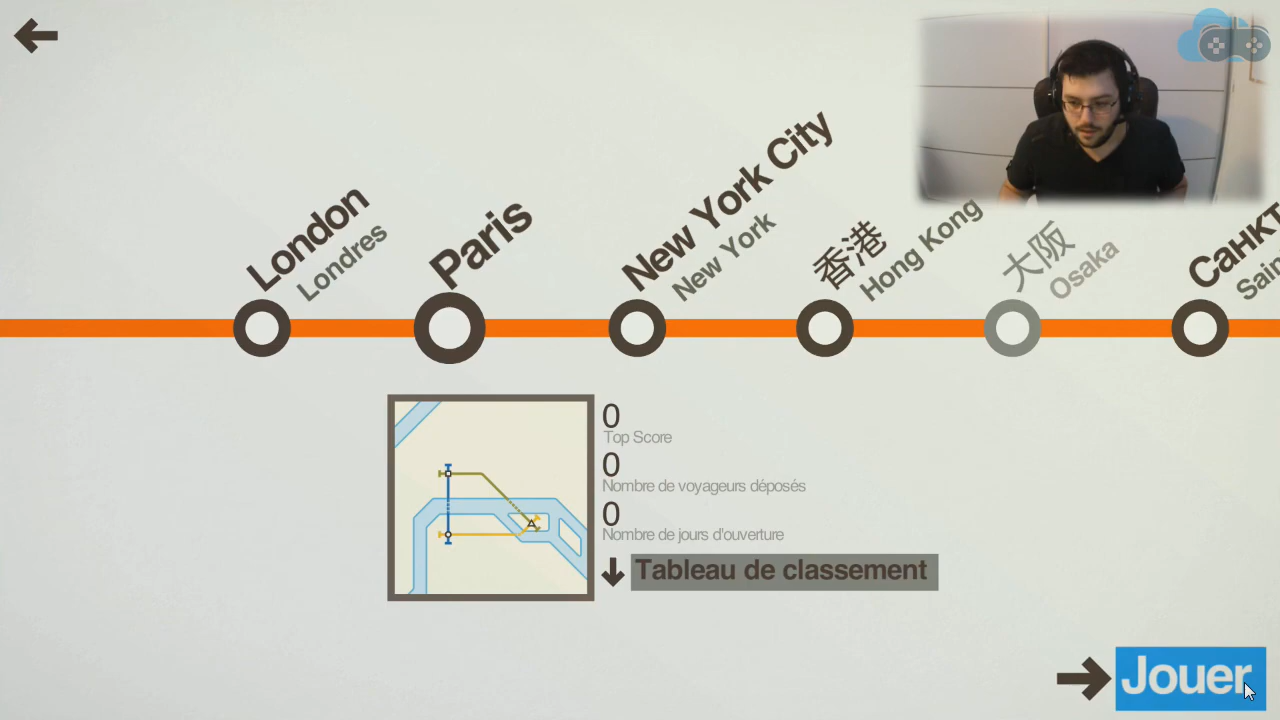 London
Londres
Paris
New York City
New York
香港
Hong Kong
大阪
Osaka
Санкт
0
Top Score
0
Nombre de voyageurs déposés
0
Nombre de jours d'ouverture
Tableau de classement
Jouer